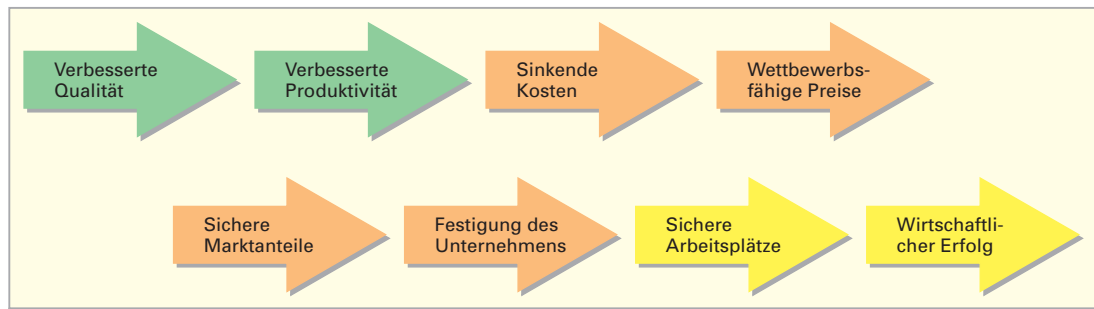 Verbesserte
Qualität
Verbesserte
Produktivität
Sinkende
Kosten
Wettbewerbs-
fähige Preise
Sichere
Marktanteile
Festigung des
Unternehmens
Sichere
Arbeitsplätze
Wirtschaftli-
cher Erfolg